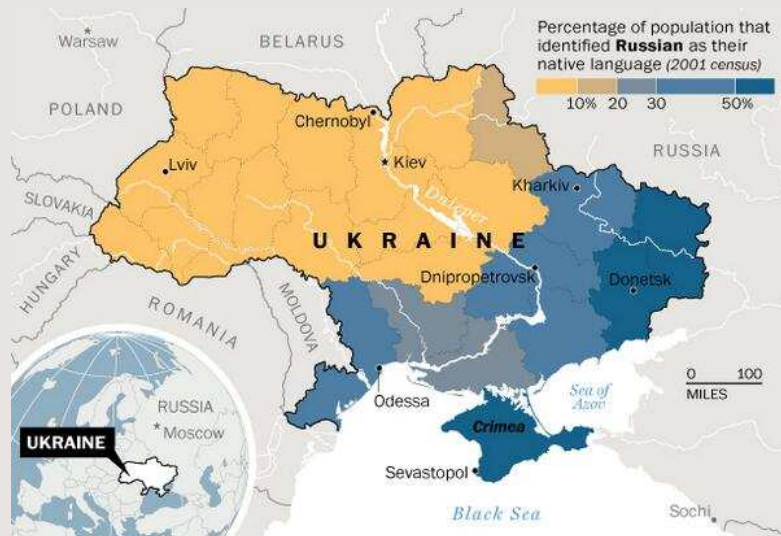 Percentage of population that
identified Russian as their
native language (2001 census)
10% 20 30 50%
Warsaw
BELARUS
POLAND
Chernobyl
RUSSIA
Lviv
Kiev
Kharkiv
SLOVAKIA
Dnieper
UKRAINE
HUNGARY
Dnipropetrovsk
Donetsk
ROMANIA
MOLDOVA
Odessa
Sea of
Azov
0 100
MILES
RUSSIA
Moscow
UKRAINE
Crimea
Sevastopol
Black Sea
Sochi